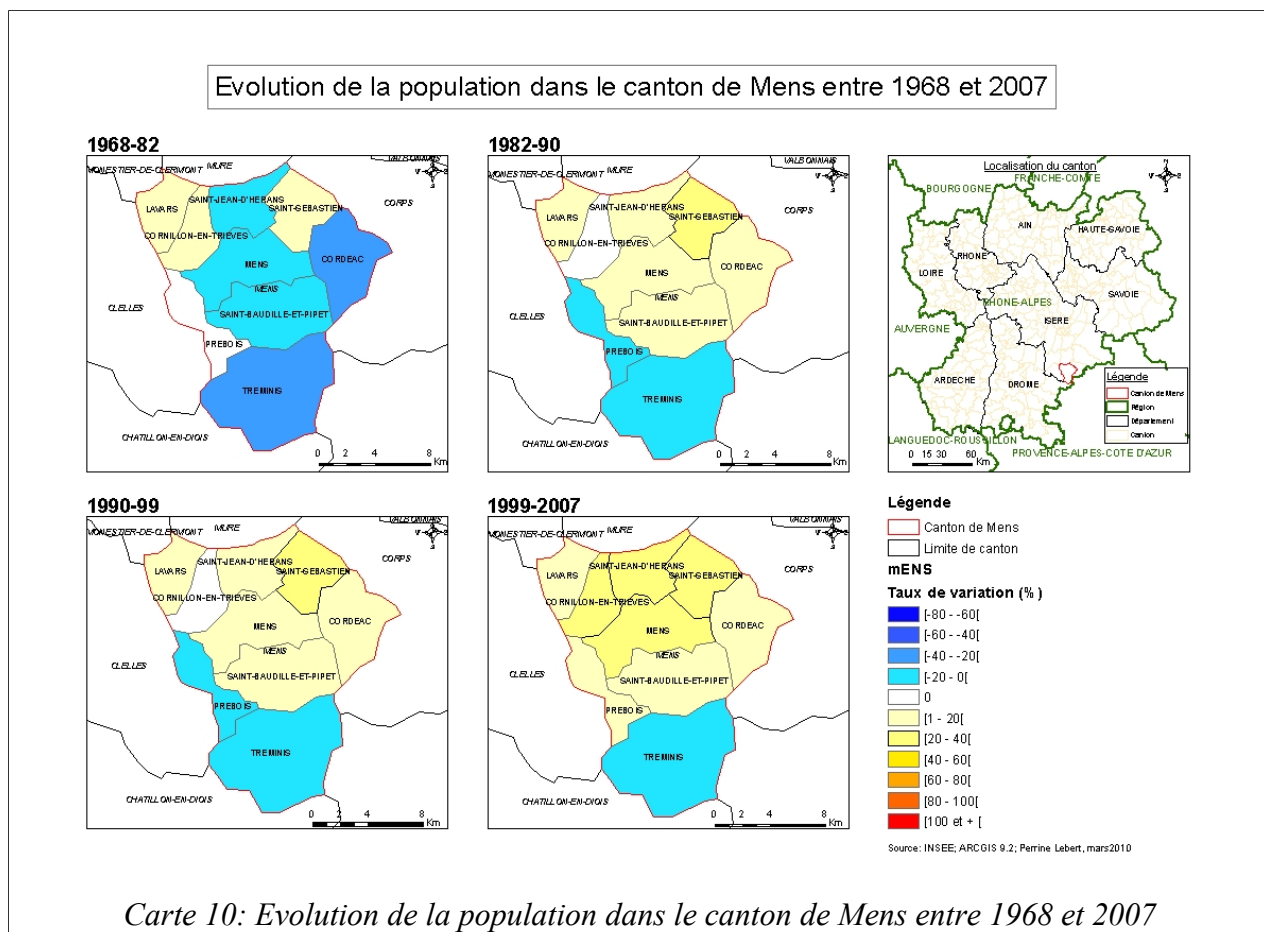 Evolution de la population dans le canton de Mens entre 1968 et 2007
1968-82
MONESTIER-DE-CLERMONT
MURE
VALBONNAIS
SAINT-JEAN-D'HERANS
LAVARS
SAINT-SEBASTIEN
CORPS
CORNILLON-EN-TRIEVES
CORDEAC
MENS
MENS
CLELLES
SAINT-BAUDILLE-ET-PIPET
PREBOIS
TREMINIS
CHATILLON-EN-DIOIS
0 4 8
Km
1982-90
MONESTIER-DE-CLERMONT
MURE
VALBONNAIS
SAINT-JEAN-D'HERANS
LAVARS
SAINT-SEBASTIEN
CORPS
CORNILLON-EN-TRIEVES
CORDEAC
MENS
MENS
CLELLES
SAINT-BAUDILLE-ET-PIPET
PREBOIS
TREMINIS
CHATILLON-EN-DIOIS
0 4 8
Km
Localisation du canton
FRANCHE-COMTE
BOURGOGNE
AIN
HAUTE-SAVOIE
RHONE
LOIRE
SAVOIE
RHONE-ALPES
ISERE
AUVERGNE
ARDECHE
DROME
Légende
Canton de Mens
Région
Département
Canton
LANGUEDOC-ROUSSILLON
PROVENCE-ALPES-COTE D'AZUR
0 15 30 60
Km
1990-99
MONESTIER-DE-CLERMONT
MURE
VALBONNAIS
SAINT-JEAN-D'HERANS
LAVARS
SAINT-SEBASTIEN
CORPS
CORNILLON-EN-TRIEVES
CORDEAC
MENS
MENS
CLELLES
SAINT-BAUDILLE-ET-PIPET
PREBOIS
TREMINIS
CHATILLON-EN-DIOIS
0 2 4 8
Km
1999-2007
MONESTIER-DE-CLERMONT
MURE
VALBONNAIS
SAINT-JEAN-D'HERANS
LAVARS
SAINT-SEBASTIEN
CORPS
CORNILLON-EN-TRIEVES
CORDEAC
MENS
MENS
CLELLES
SAINT-BAUDILLE-ET-PIPET
PREBOIS
TREMINIS
CHATILLON-EN-DIOIS
0 4 8
Km
Légende
Canton de Mens
Limite de canton
mENS
Taux de variation (%)
[-80 - -60[
[-60 - -40[
[-40 - -20[
[-20 - 0[
0
[1 - 20[
[20 - 40[
[40 - 60[
[60 - 80[
[80 - 100[
[100 et + [
Source: INSEE; ARCGIS 9.2; Perrine Lebert, mars2010
Carte 10: Evolution de la population dans le canton de Mens entre 1968 et 2007